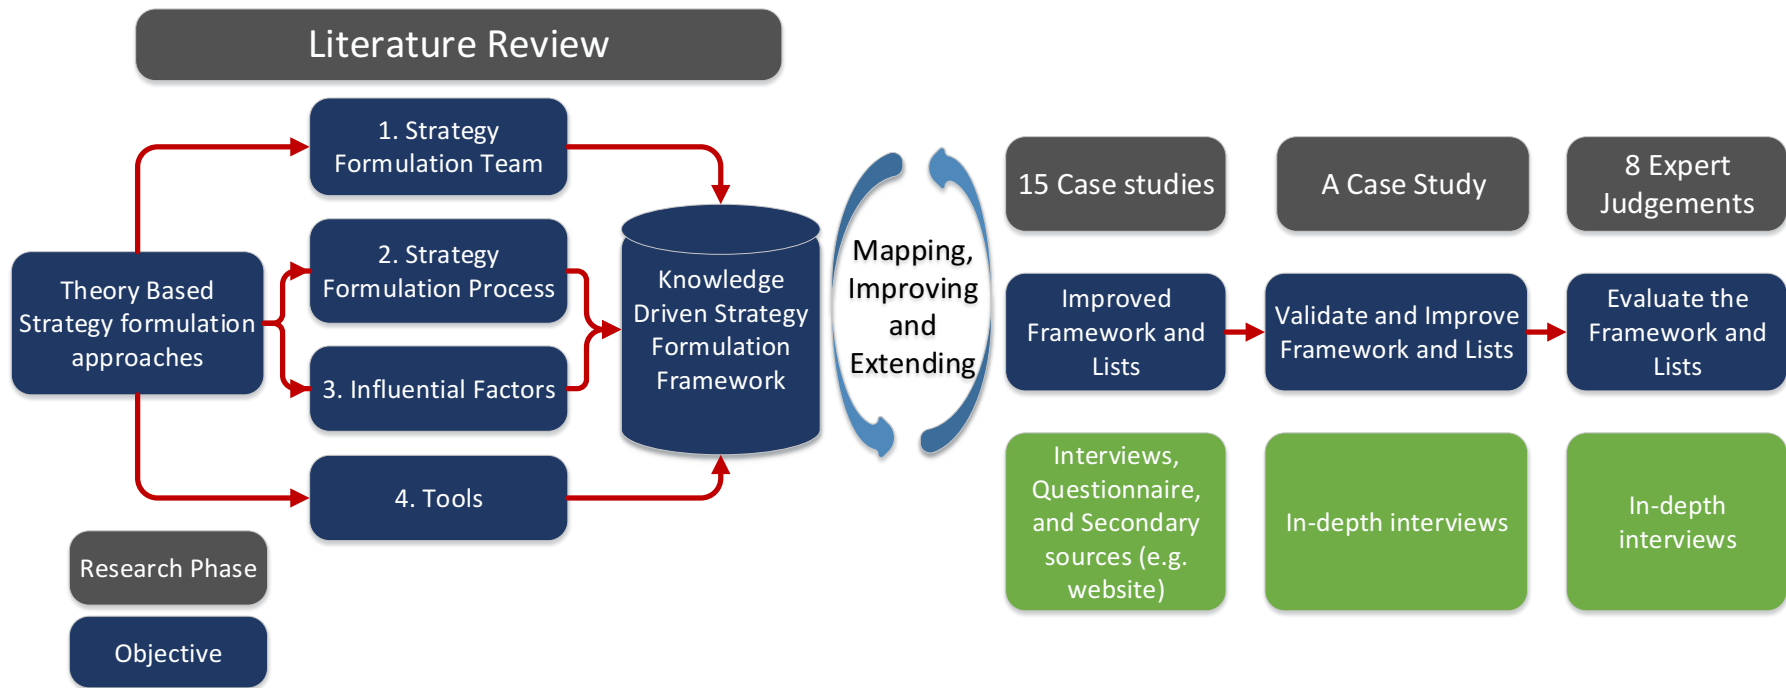 Literature Review
1. Strategy
Formulation Team
2. Strategy
Formulation Process
3. Influential Factors
4. Tools
Theory Based
Strategy formulation
approaches
Knowledge
Driven Strategy
Formulation
Framework
Mapping,
Improving
and
Extending
15 Case studies
A Case Study
8 Expert
Judgements
Improved
Framework and
Lists
Validate and Improve
Framework and Lists
Evaluate the
Framework and
Lists
Interviews,
Questionnaire,
and Secondary
sources (e.g.
website)
In-depth interviews
In-depth
interviews
Research Phase
Objective